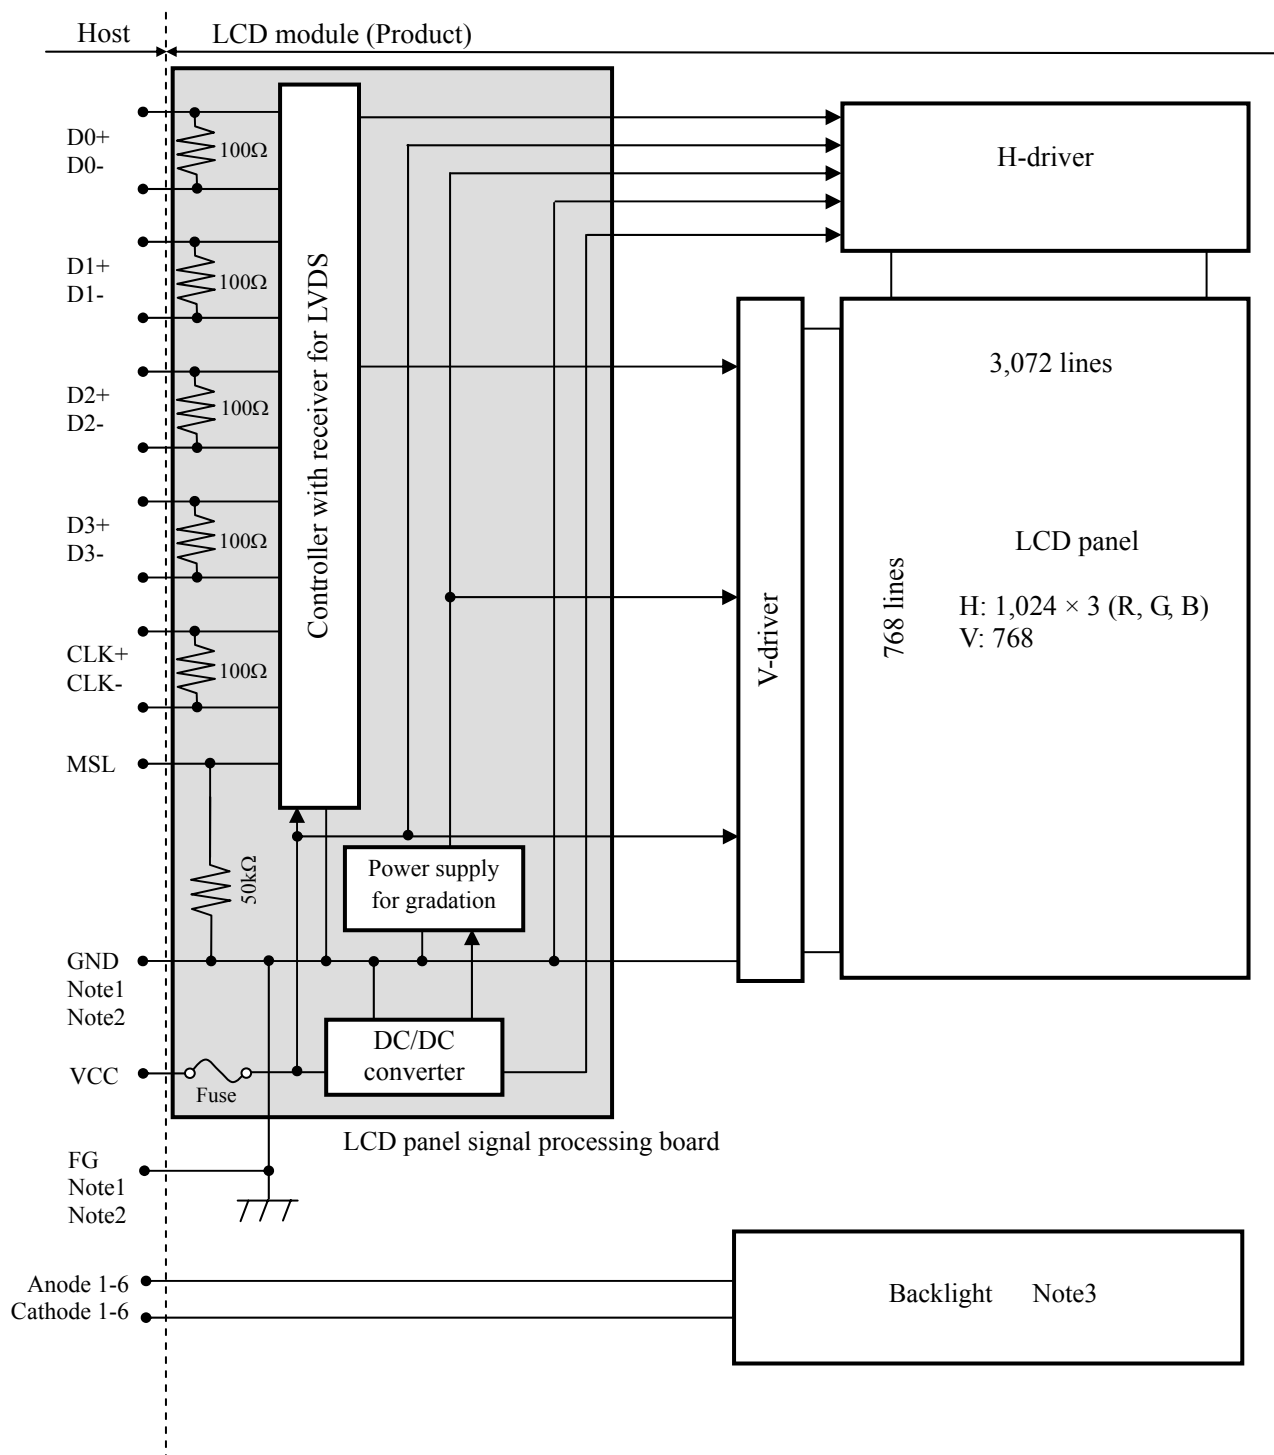 Host
LCD module (Product)
D0+
D0-
100Ω
D1+
D1-
100Ω
D2+
D2-
100Ω
D3+
D3-
100Ω
CLK+
CLK-
100Ω
MSL
50kΩ
GND
Note1
Note2
VCC
Fuse
FG
Note1
Note2
Anode 1-6
Cathode 1-6
Controller with receiver for LVDS
Power supply
for gradation
DC/DC
converter
LCD panel signal processing board
H-driver
V-driver
3,072 lines
768 lines
LCD panel
H: 1,024 × 3 (R, G, B)
V: 768
Backlight Note3